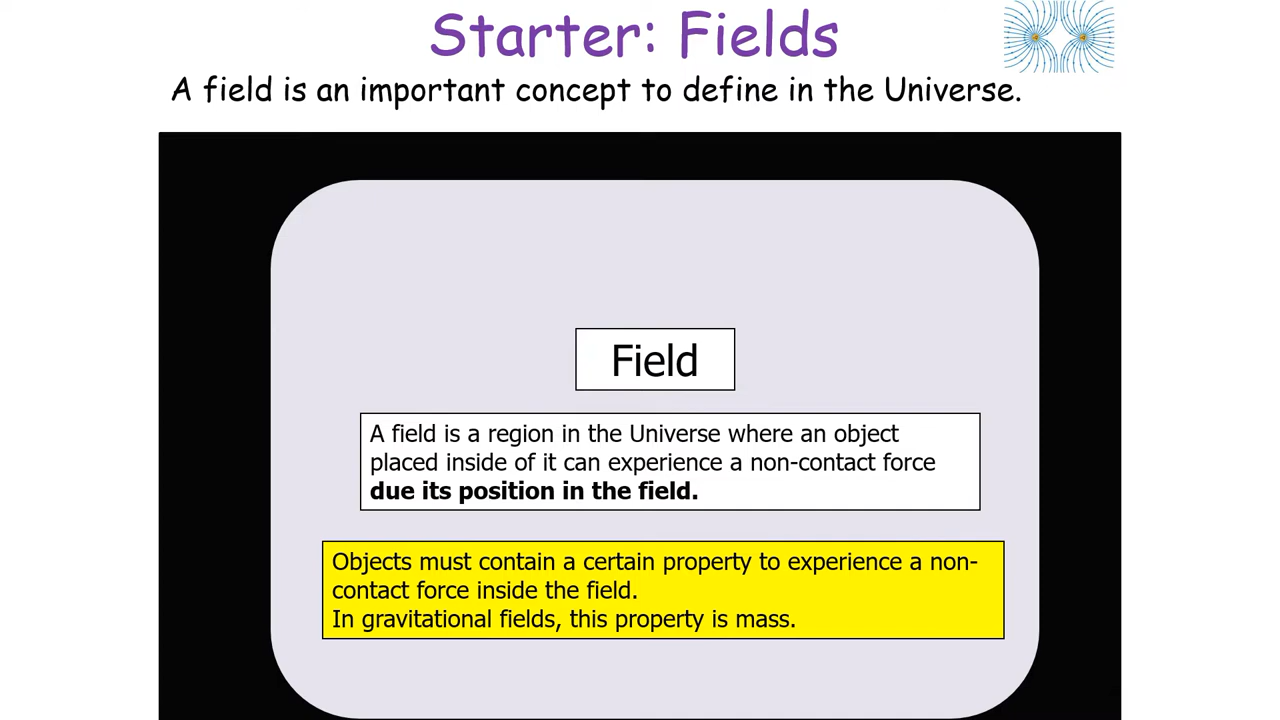 Starter: Fields
A field is an important concept to define in the Universe.
Field
A field is a region in the Universe where an object
placed inside of it can experience a non-contact force
due its position in the field.
Objects must contain a certain property to experience a non-
contact force inside the field.
In gravitational fields, this property is mass.